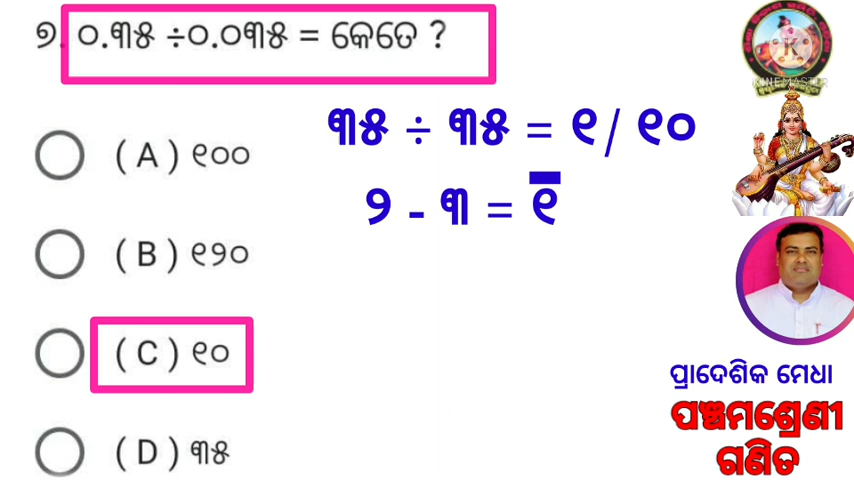 ୭. ୦.୩୫ ÷୦.୦୩୫ = କେତେ ?
୩୫ ÷ ୩୫ = ୧/ ୧୦
( A ) ୧୦୦
୨ - ୩ = ୧̅
( B ) ୧୨୦
( C ) ୧୦
( D ) ୩୫
K
KINEMASTER
ପ୍ରାଦେଶିକ ମେଧା
ପଞ୍ଚମଶ୍ରେଣୀ
ଗଣିତ